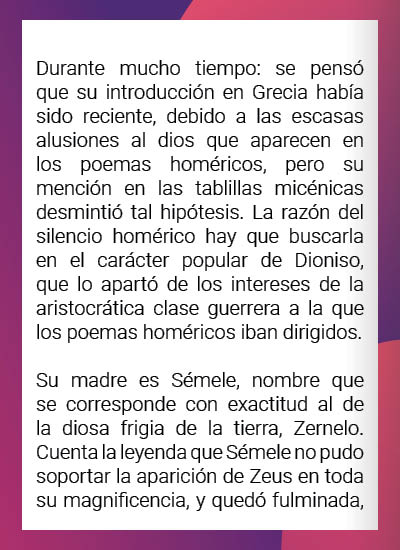 Durante mucho tiempo: se pensó
que su introducción en Grecia había
sido reciente, debido a las escasas
alusiones al dios que aparecen en
los poemas homéricos, pero su
mención en las tablillas micénicas
desmintió tal hipótesis. La razón del
silencio homérico hay que buscarla
en el carácter popular de Dioniso,
que lo apartó de los intereses de la
aristocrática clase guerrera a la que
los poemas homéricos iban dirigidos.
Su madre es Sémele, nombre que
se corresponde con exactitud al de
la diosa frigia de la tierra, Zernelo.
Cuenta la leyenda que Sémele no pudo
soportar la aparición de Zeus en toda
su magnificencia, y quedó fulminada,